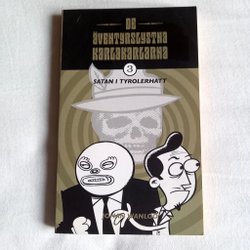 DE
ÄVENTYRSLYSTNA
KARLAKARLARNA
3
SATAN I TYROLERHATT